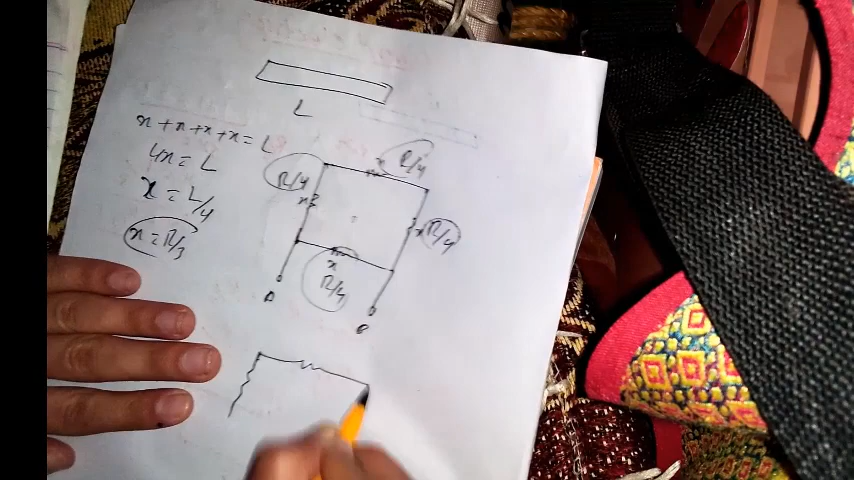 L
x + x + x + x = L
4x = L
x = L/4
x = R/3
R/4
R/4
x
x R/4
x
R/4